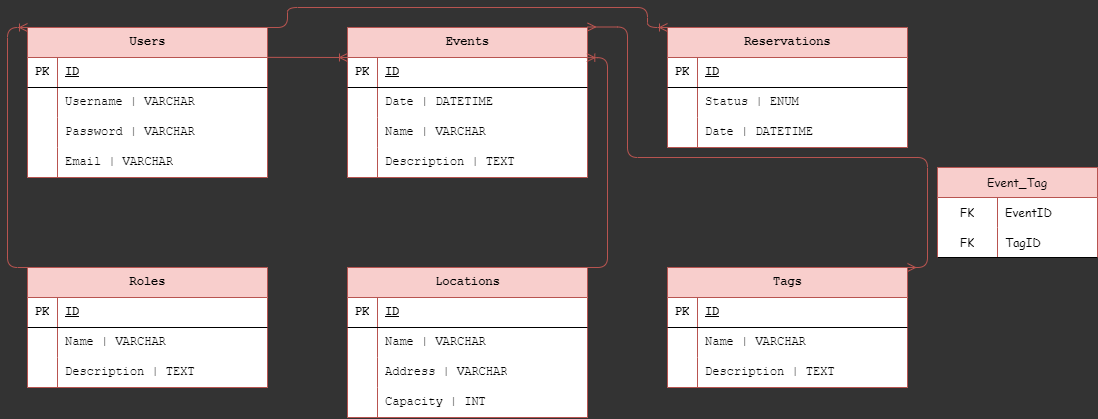 Users
PK ID
Username | VARCHAR
Password | VARCHAR
Email | VARCHAR
Events
PK ID
Date | DATETIME
Name | VARCHAR
Description | TEXT
Reservations
PK ID
Status | ENUM
Date | DATETIME
Event_Tag
FK EventID
FK TagID
Roles
PK ID
Name | VARCHAR
Description | TEXT
Locations
PK ID
Name | VARCHAR
Address | VARCHAR
Capacity | INT
Tags
PK ID
Name | VARCHAR
Description | TEXT